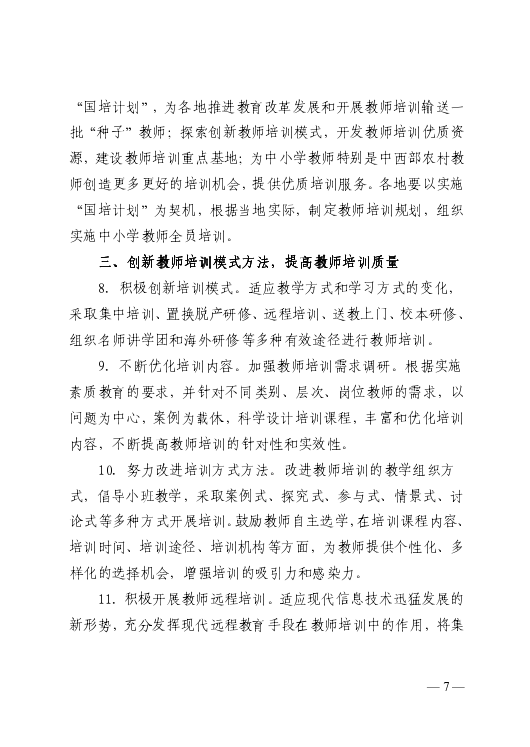 “国培计划”，为各地推进教育改革发展和开展教师培训输送一
批“种子”教师；探索创新教师培训模式，开发教师培训优质资
源，建设教师培训重点基地；为中小学教师特别是中西部农村教
师创造更多更好的培训机会，提供优质培训服务。各地要以实施
“国培计划”为契机，根据当地实际，制定教师培训规划，组织
实施中小学教师全员培训。
三、创新教师培训模式方法，提高教师培训质量
8. 积极创新培训模式。适应教学方式和学习方式的变化，
采取集中培训、置换脱产研修、远程培训、送教上门、校本研修、
组织名师讲学团和海外研修等多种有效途径进行教师培训。
9. 不断优化培训内容。加强教师培训需求调研。根据实施
素质教育的要求，并针对不同类别、层次、岗位教师的需求，以
问题为中心，案例为载体，科学设计培训课程，丰富和优化培训
内容，不断提高教师培训的针对性和实效性。
10. 努力改进培训方式方法。改进教师培训的教学组织方
式，倡导小班教学，采取案例式、探究式、参与式、情景式、讨
论式等多种方式开展培训。鼓励教师自主选学，在培训课程内容、
培训时间、培训途径、培训机构等方面，为教师提供个性化、多
样化的选择机会，增强培训的吸引力和感染力。
11. 积极开展教师远程培训。适应现代信息技术迅猛发展的
新形势，充分发挥现代远程教育手段在教师培训中的作用，将集
— 7 —